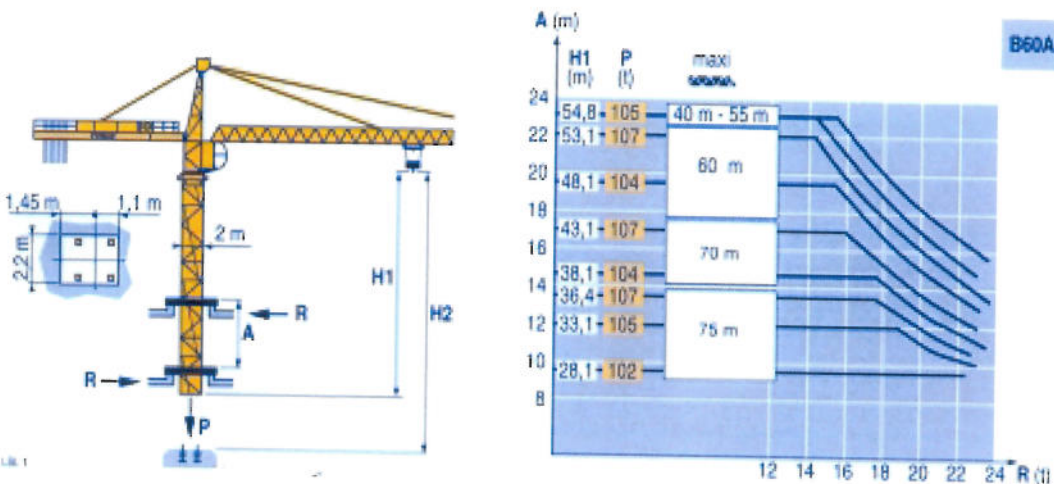 1,45 m
1,1 m
2,2 m
2 m
H1
H2
R
A
R
P
A (m)
B60A
H1
(m)
P
(t)
maxi
24
22
20
18
16
14
12
10
8
54,8 105 40 m - 55 m
53,1 107
60 m
48,1 104
43,1 107
70 m
38,1 104
36,4 107
33,1 105 75 m
28,1 102
12 14 16 18 20 22 24 R (t)